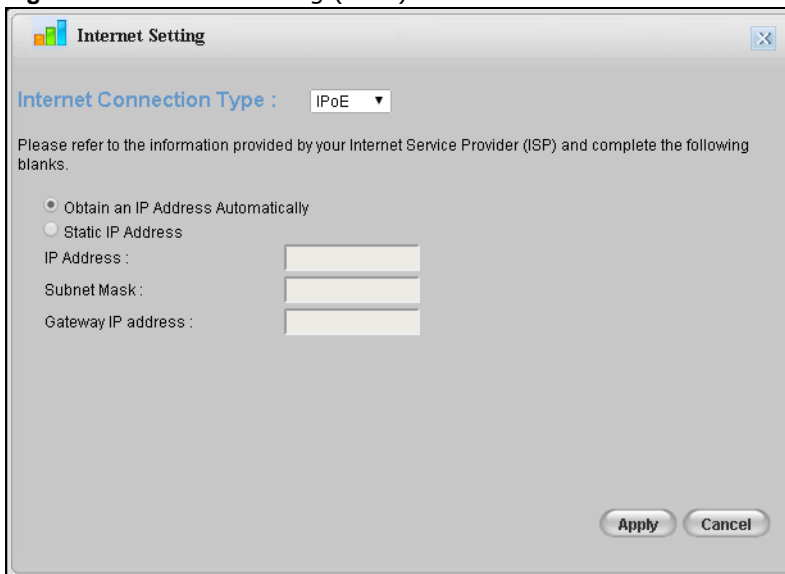 Internet Setting
Internet Connection Type :
IPoE
Please refer to the information provided by your Internet Service Provider (ISP) and complete the following
blanks.
Obtain an IP Address Automatically
Static IP Address
IP Address :
Subnet Mask :
Gateway IP address :
Apply
Cancel